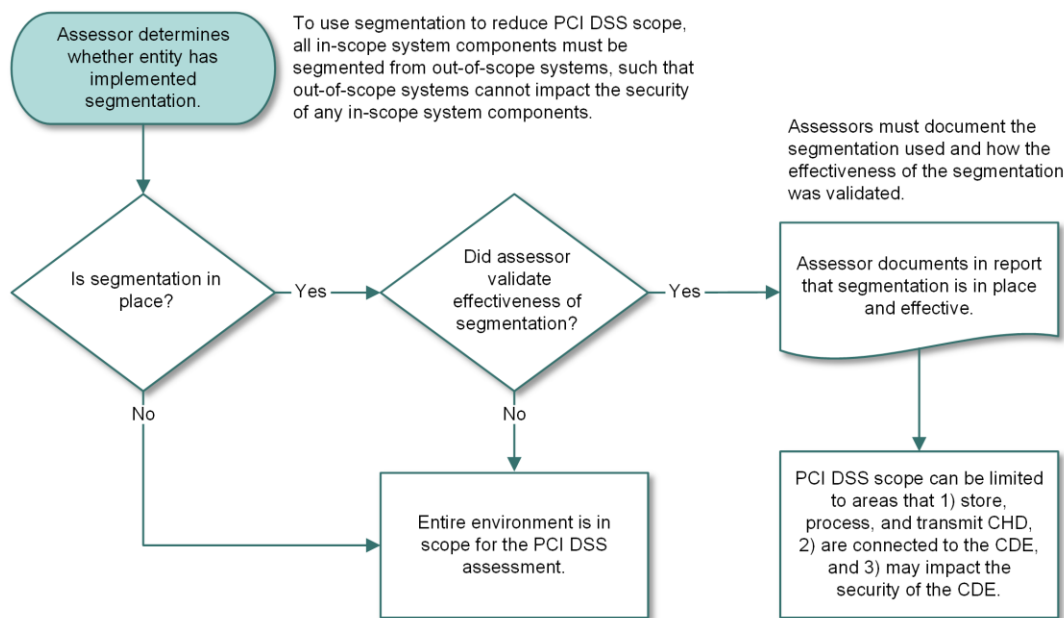 Assessor determines
whether entity has
implemented
segmentation.
To use segmentation to reduce PCI DSS scope,
all in-scope system components must be
segmented from out-of-scope systems, such that
out-of-scope systems cannot impact the security
of any in-scope system components.
Assessors must document the
segmentation used and how the
effectiveness of the segmentation
was validated.
Is segmentation in
place?
Yes
Did assessor
validate
effectiveness of
segmentation?
Yes
Assessor documents in report
that segmentation is in place
and effective.
No
No
Entire environment is in
scope for the PCI DSS
assessment.
PCI DSS scope can be limited
to areas that 1) store,
process, and transmit CHD,
2) are connected to the CDE,
and 3) may impact the
security of the CDE.